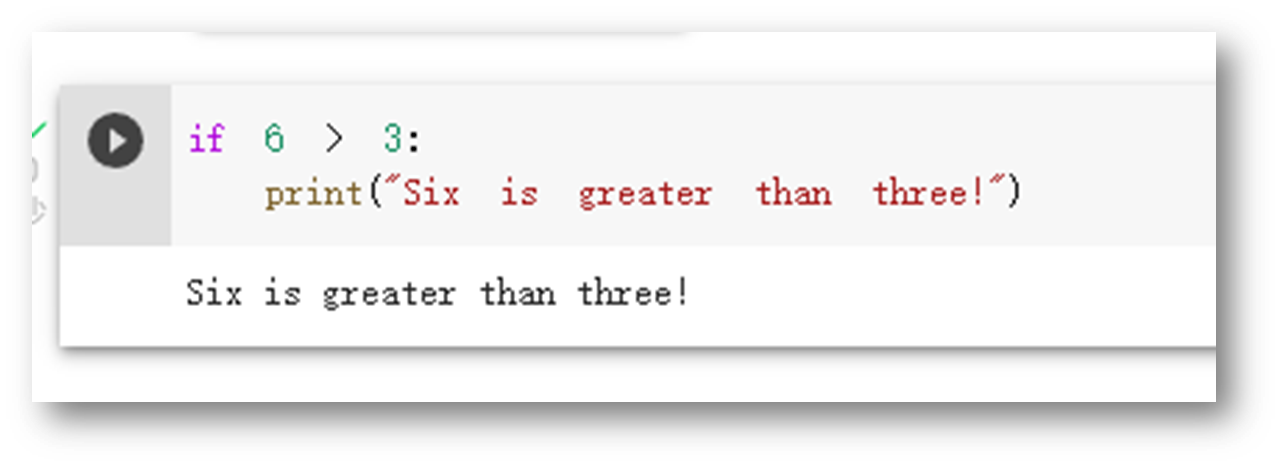 if 6 > 3:
    print("Six is greater than three!")
Six is greater than three!